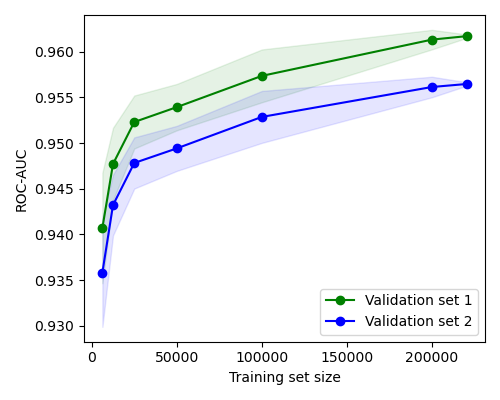 0.960
0.955
0.950
0.945
0.940
0.935
0.930
ROC-AUC
Validation set 1
Validation set 2
0 50000 100000 150000 200000
Training set size